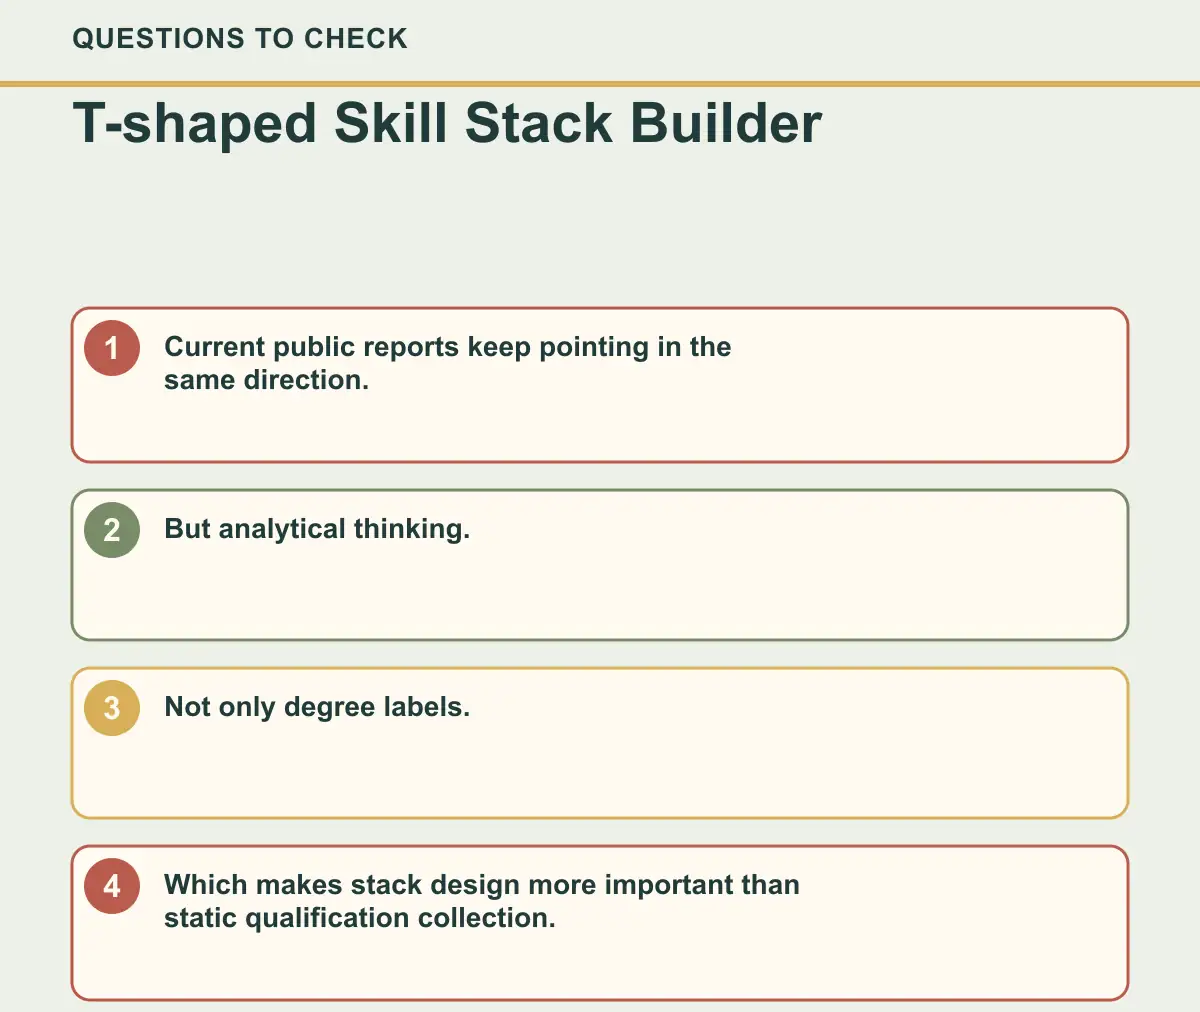 QUESTIONS TO CHECK
T-shaped Skill Stack Builder
1
Current public reports keep pointing in the
same direction.
2
But analytical thinking.
3
Not only degree labels.
4
Which makes stack design more important than
static qualification collection.